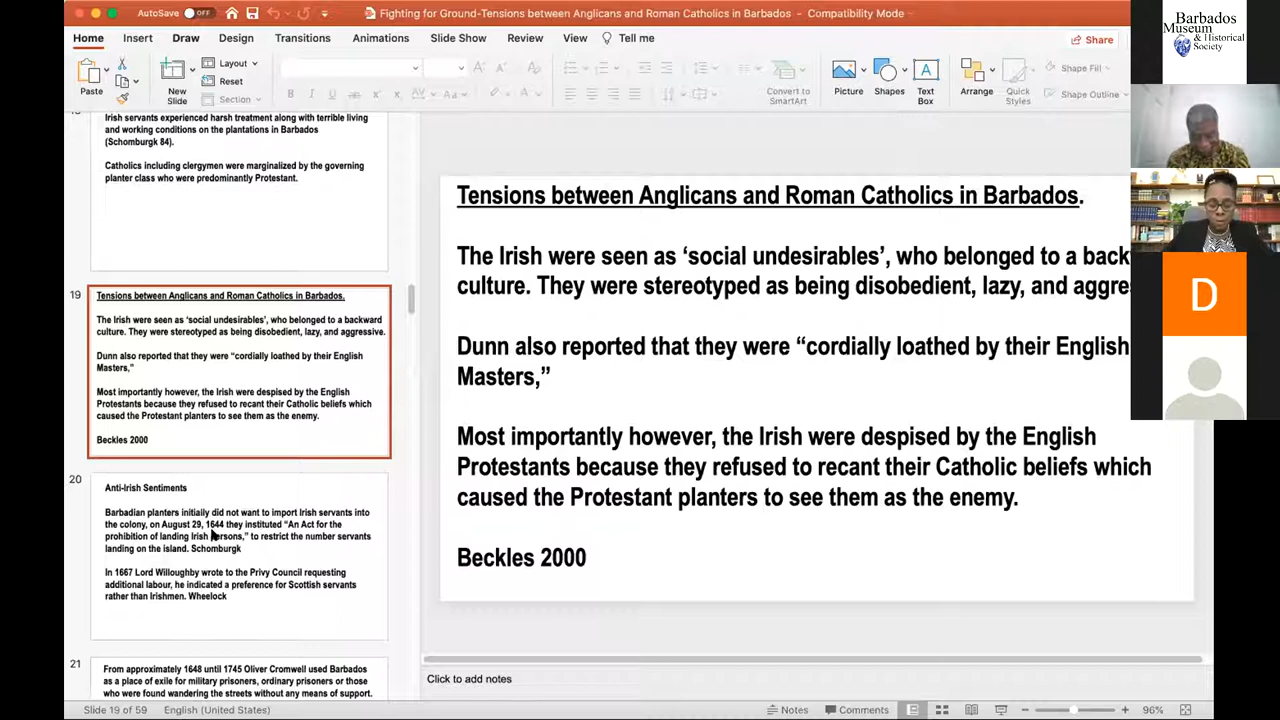 AutoSave OFF
Fighting for Ground-Tensions between Anglicans and Roman Catholics in Barbados - Compatibility Mode
Home Insert Draw Design Transitions Animations Slide Show Review View Tell me
Share
Paste
New
Slide
Layout
Reset
Section
Convert to
SmartArt
Picture
Shapes
Text
Box
Arrange
Quick
Styles
Shape Fill
Shape Outline
Barbados
Museum
& Historical
Society
Irish servants experienced harsh treatment along with terrible living
and working conditions on the plantations in Barbados
(Schomburgk 84).
Catholics including clergymen were marginalized by the governing
planter class who were predominantly Protestant.
19
Tensions between Anglicans and Roman Catholics in Barbados.
The Irish were seen as ‘social undesirables’, who belonged to a backward
culture. They were stereotyped as being disobedient, lazy, and aggressive.
Dunn also reported that they were “cordially loathed by their English
Masters,”
Most importantly however, the Irish were despised by the English
Protestants because they refused to recant their Catholic beliefs which
caused the Protestant planters to see them as the enemy.
Beckles 2000
20
Anti-Irish Sentiments
Barbadian planters initially did not want to import Irish servants into
the colony, on August 29, 1644 they instituted “An Act for the
prohibition of landing Irish Persons,” to restrict the number servants
landing on the island. Schomburgk
In 1667 Lord Willoughby wrote to the Privy Council requesting
additional labour, he indicated a preference for Scottish servants
rather than Irishmen. Wheelock
21
From approximately 1648 until 1745 Oliver Cromwell used Barbados
as a place of exile for military prisoners, ordinary prisoners or those
who were found wandering the streets without any means of support.
Tensions between Anglicans and Roman Catholics in Barbados.
The Irish were seen as ‘social undesirables’, who belonged to a back
culture. They were stereotyped as being disobedient, lazy, and aggre
Dunn also reported that they were “cordially loathed by their English
Masters,”
Most importantly however, the Irish were despised by the English
Protestants because they refused to recant their Catholic beliefs which
caused the Protestant planters to see them as the enemy.
Beckles 2000
D
Click to add notes
Slide 19 of 59 English (United States)
Notes Comments 96%